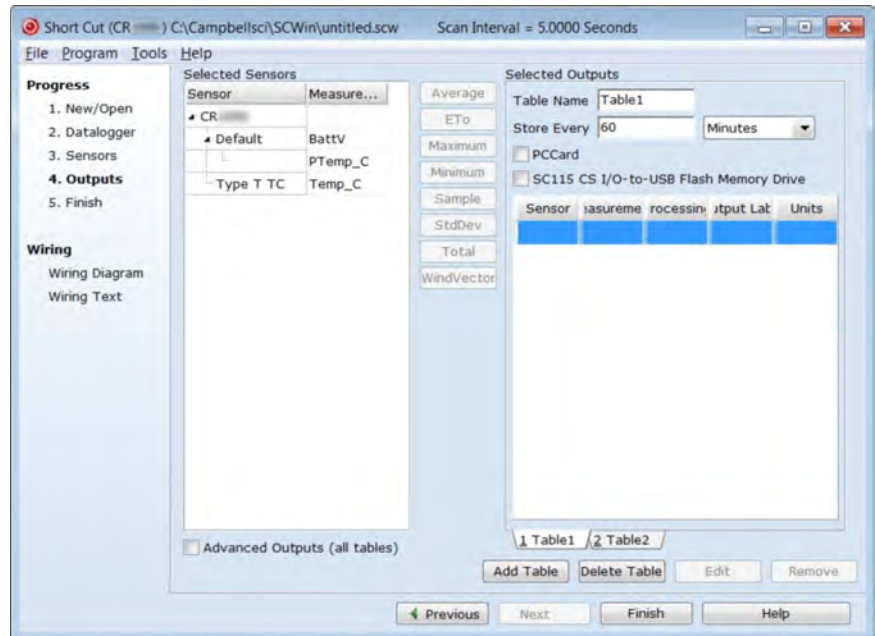 Short Cut (CR ) C:\Campbellsci\SCWin\untitled.scw Scan Interval = 5.0000 Seconds
File Program Tools Help
Progress
1. New/Open
2. Datalogger
3. Sensors
4. Outputs
5. Finish
Wiring
Wiring Diagram
Wiring Text
Selected Sensors
Sensor Measure...
CR
Default BattV
PTemp_C
Type T TC Temp_C
Advanced Outputs (all tables)
Average
ETo
Maximum
Minimum
Sample
StdDev
Total
WindVector
Selected Outputs
Table Name Table1
Store Every 60 Minutes
PCCard
SC115 CS I/O-to-USB Flash Memory Drive
Sensor asureme rocessin utput Lab Units
1 Table1 2 Table2
Add Table Delete Table Edit Remove
Previous Next Finish Help